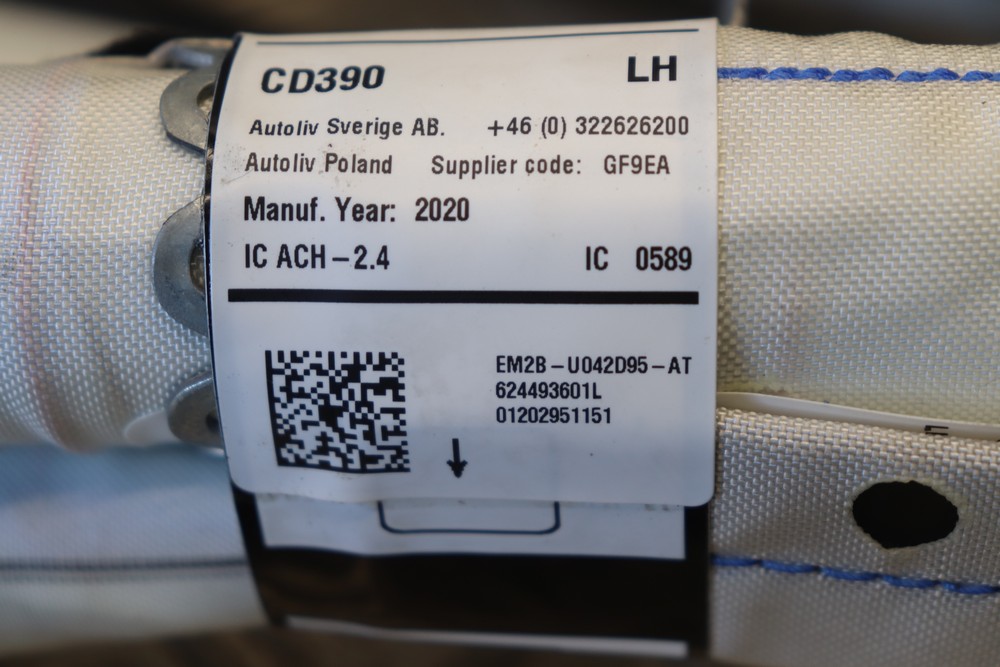 CD390 LH
Autoliv Sverige AB. +46 (0) 322626200
Autoliv Poland Supplier code: GF9EA
Manuf. Year: 2020
IC ACH-2.4 IC 0589
EM2B-U042D95-AT
624493601L
01202951151